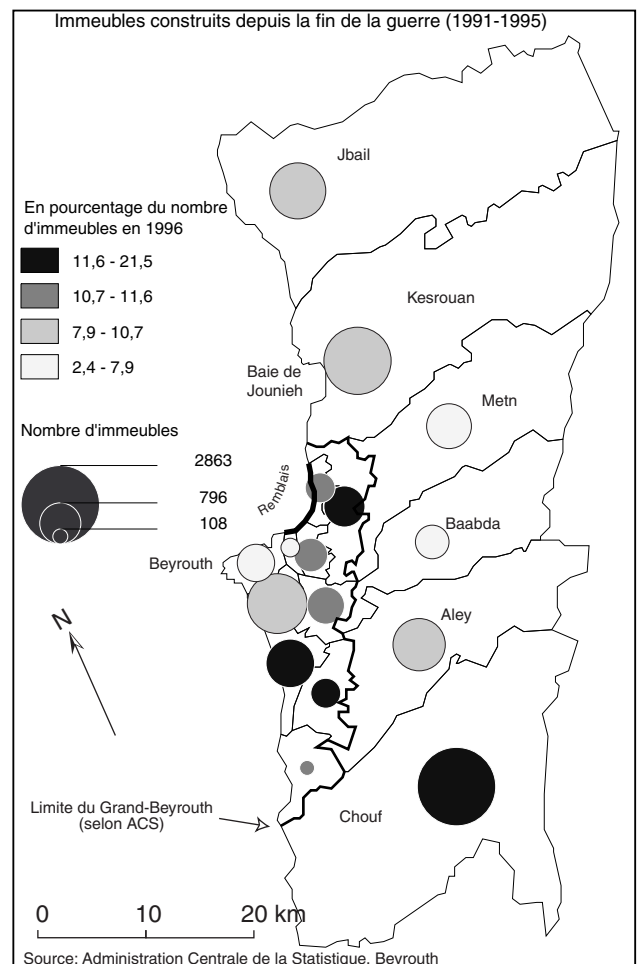 Immeubles construits depuis la fin de la guerre (1991-1995)
Jbail
En pourcentage du nombre
d'immeubles en 1996
11,6 - 21,5
10,7 - 11,6
7,9 - 10,7
2,4 - 7,9
Kesrouan
Baie de
Jounieh
Metn
Nombre d'immeubles
2863
796
108
Remblais
Baabda
Beyrouth
N
Aley
Limite du Grand-Beyrouth
(selon ACS)
Chouf
0 10 20 km
Source: Administration Centrale de la Statistique, Beyrouth